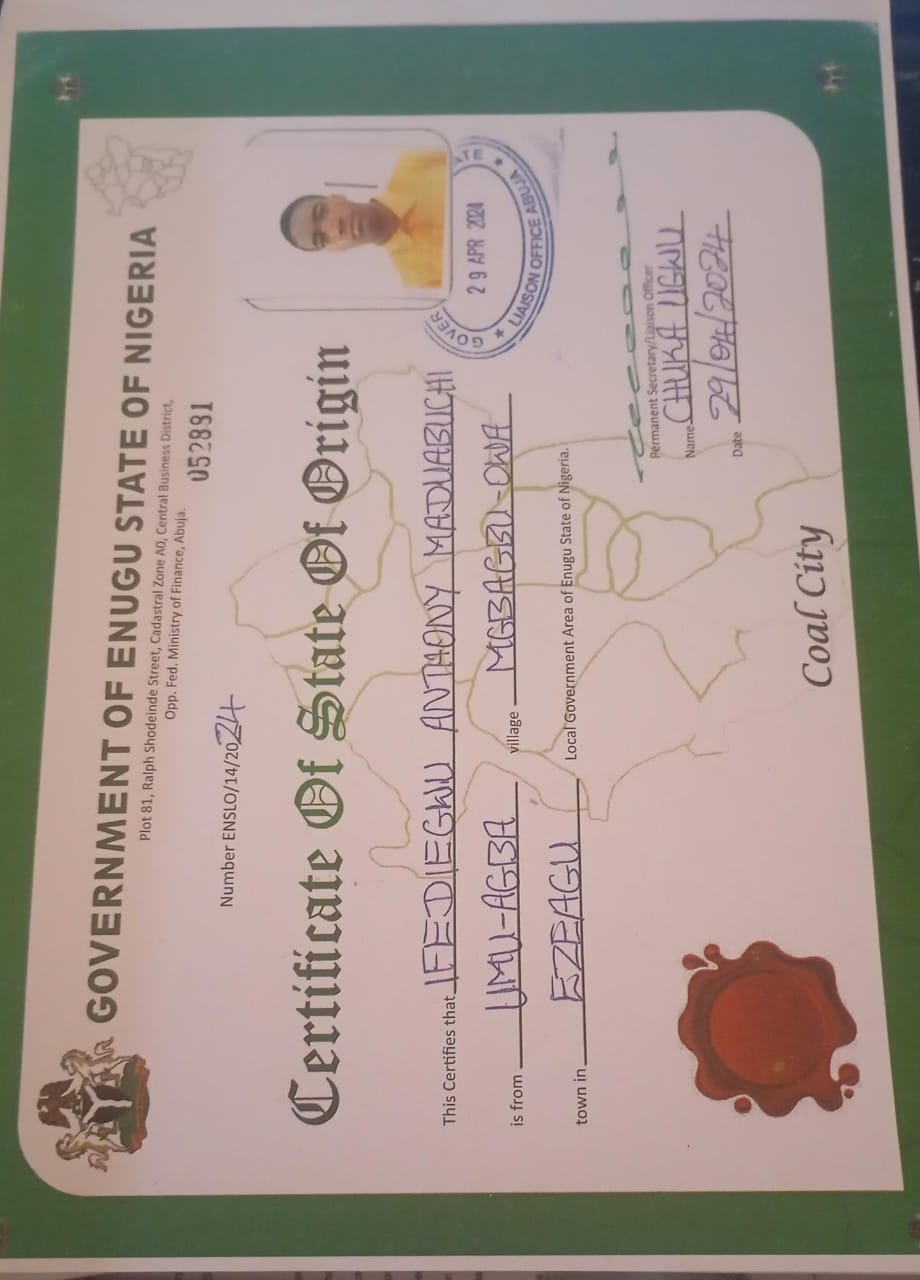 GOVERNMENT OF ENUGU STATE OF NIGERIA
Plot 81, Ralph Shodeinde Street, Cadastral Zone A0, Central Business District,
Opp. Fed. Ministry of Finance, Abuja.
052891
Number ENSLO/14/2024
Certificate Of State Of Origin
This Certifies that IFEDIEGWU ANTHONY MADUABUCHI
is from UMU-AGBA village MGBAGBU-OWA
town in EZEAGU Local Government Area of Enugu State of Nigeria.
GOVER ATE
29 APR 2024
★ LIAISON OFFICE ABUJA ★
Permanent Secretary/Liaison Officer
Name CHUKA UGWU
Date 29/04/2024
Coal City